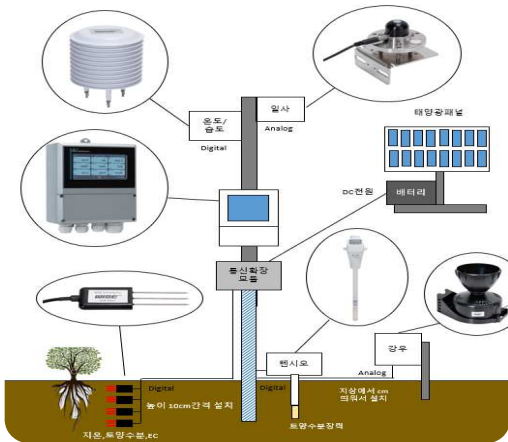 온도/
습도
Digital
일사
Analog
태양광패널
DC전원
배터리
통신확장
모듈
텐시오
Digital
강우
Analog
Digital
높이 10cm간격 설치
지온,토양수분,EC
토양수분장력
지상에서 cm
띄워서 설치